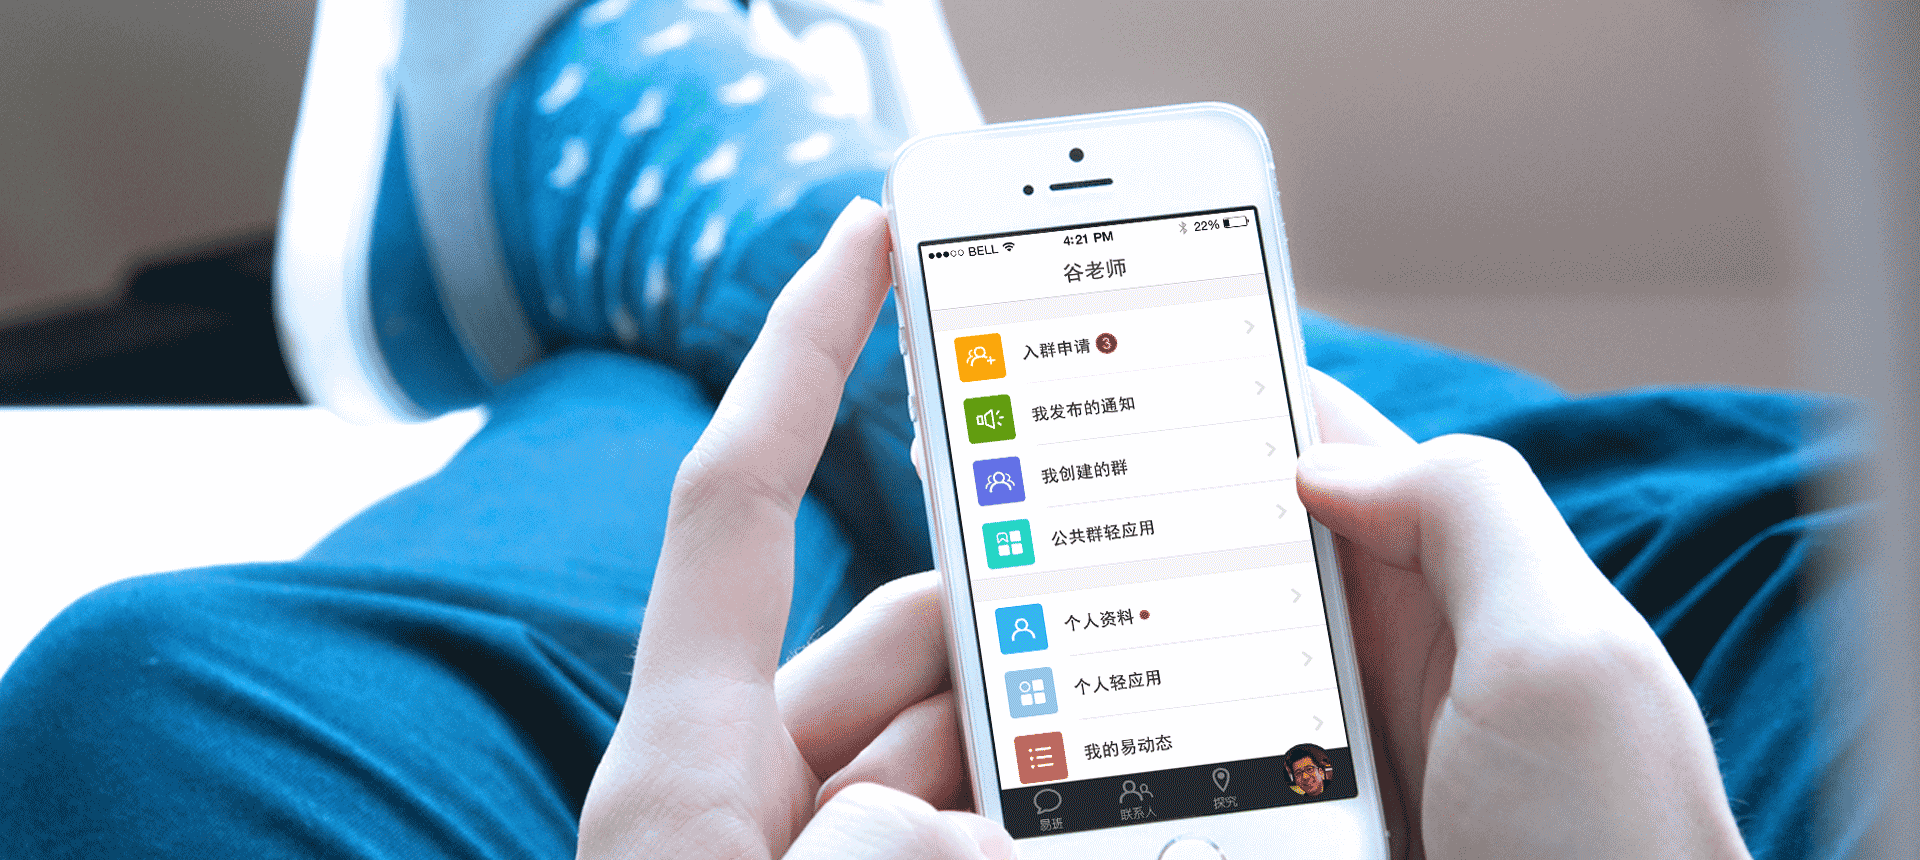 BELL 4:21 PM 22%
谷老师
入群申请 3
我发布的通知
我创建的群
公共群轻应用
个人资料
个人轻应用
我的易动态
易班 联系人 探究